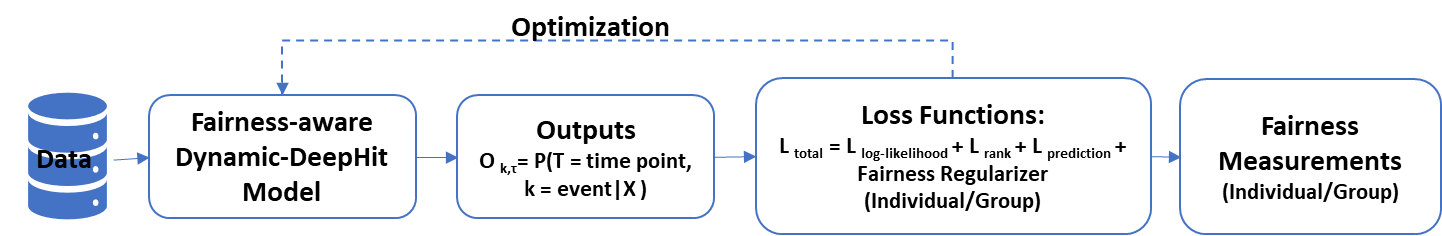 Optimization
Data
Fairness-aware
Dynamic-DeepHit
Model
Outputs
O k,τ= P(T = time point,
k = event|X )
Loss Functions:
L total = L log-likelihood + L rank + L prediction +
Fairness Regularizer
(Individual/Group)
Fairness
Measurements
(Individual/Group)